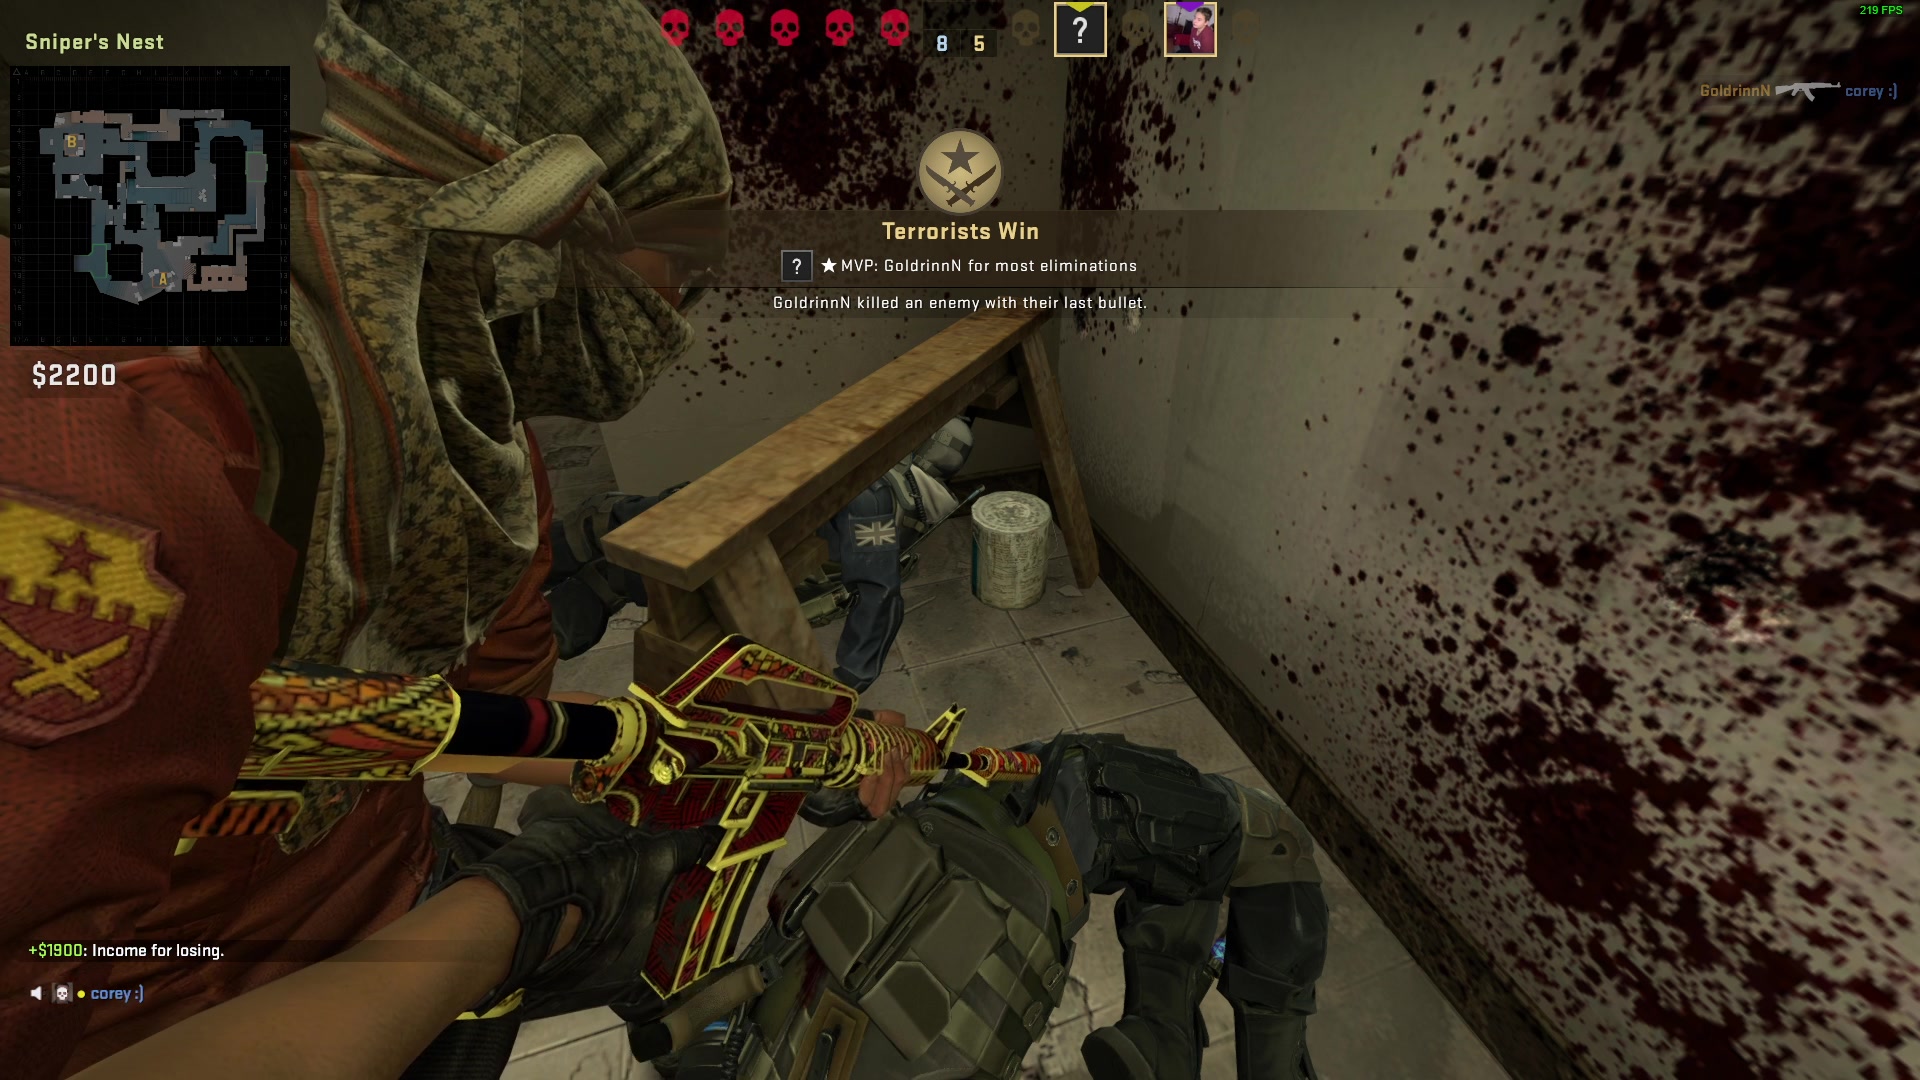 219 FPS
Sniper's Nest
8 5
?
GoldrinnN corey :)
B
A
Terrorists Win
? ★ MVP: GoldrinnN for most eliminations
GoldrinnN killed an enemy with their last bullet.
$2200
+$1900: Income for losing.
corey :)